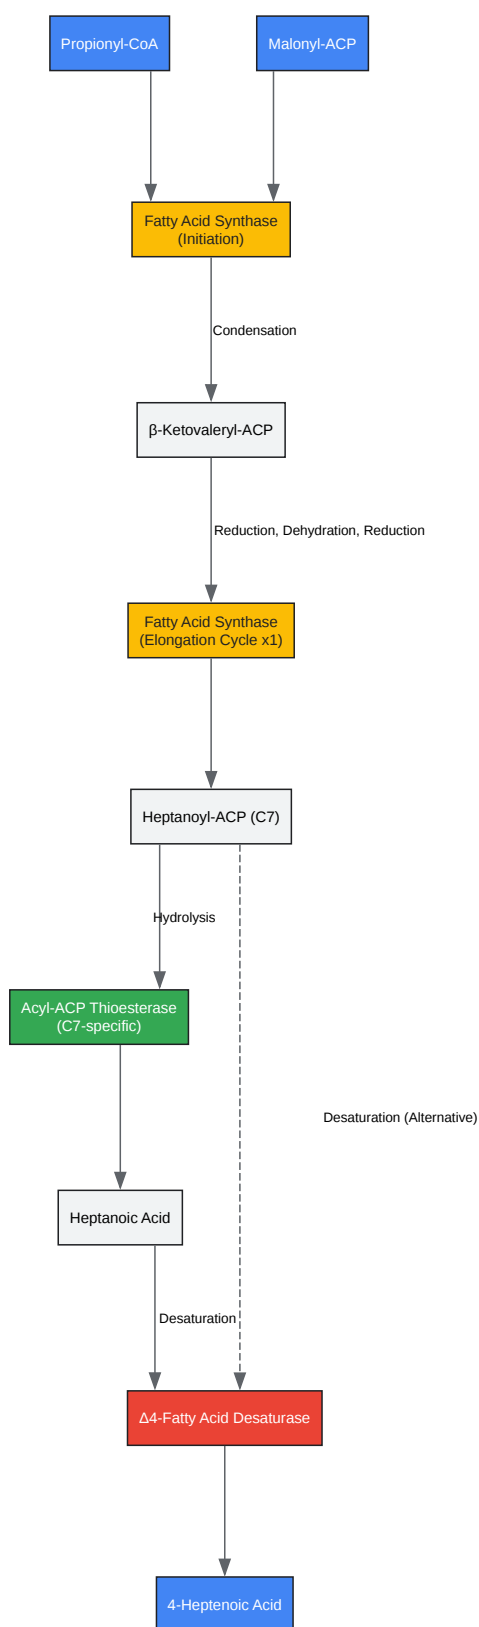 Propionyl-CoA
Malonyl-ACP
Fatty Acid Synthase
(Initiation)
Condensation
β-Ketovaleryl-ACP
Reduction, Dehydration, Reduction
Fatty Acid Synthase
(Elongation Cycle x1)
Heptanoyl-ACP (C7)
Hydrolysis
Acyl-ACP Thioesterase
(C7-specific)
Desaturation (Alternative)
Heptanoic Acid
Desaturation
Δ4-Fatty Acid Desaturase
4-Heptenoic Acid